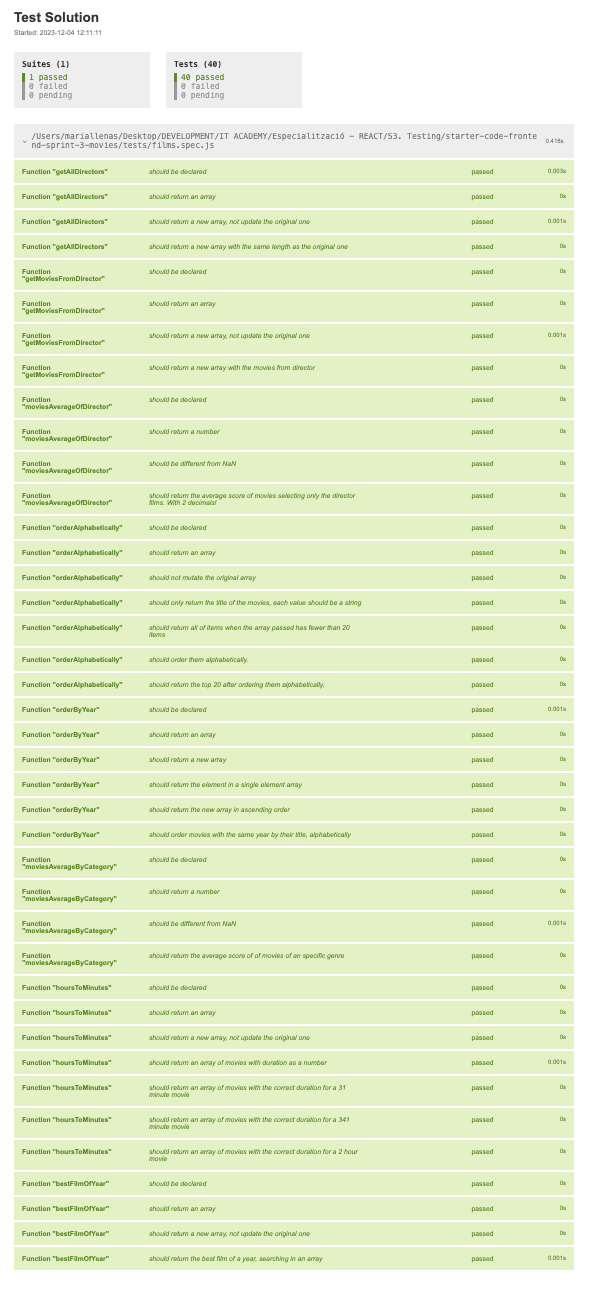 Test Solution
Started: 2023-12-04 12:11:11
Suites (1)
1 passed
0 failed
0 pending
Tests (40)
40 passed
0 failed
0 pending
/Users/mariallenas/Desktop/DEVELOPMENT/IT ACADEMY/Especialització - REACT/S3. Testing/starter-code-fronte
nd-sprint-3-movies/tests/films.spec.js
0.418s
Function "getAllDirectors" should be declared passed 0.003s
Function "getAllDirectors" should return an array passed 0s
Function "getAllDirectors" should return a new array, not update the original one passed 0.001s
Function "getAllDirectors" should return a new array with the same length as the original one passed 0s
Function should be declared passed 0s
"getMoviesFromDirector"
Function should return an array passed 0s
"getMoviesFromDirector"
Function should return a new array, not update the original one passed 0.001s
"getMoviesFromDirector"
Function should return a new array with the movies from director passed 0s
"getMoviesFromDirector"
Function should be declared passed 0s
"moviesAverageOfDirector"
Function should return a number passed 0s
"moviesAverageOfDirector"
Function should be different from NaN passed 0s
"moviesAverageOfDirector"
Function should return the average score of movies selecting only the director passed 0s
"moviesAverageOfDirector" films. With 2 decimals!
Function "orderAlphabetically" should be declared passed 0s
Function "orderAlphabetically" should return an array passed 0s
Function "orderAlphabetically" should not mutate the original array passed 0s
Function "orderAlphabetically" should only return the title of the movies, each value should be a string passed 0s
Function "orderAlphabetically" should return all of items when the array passed has fewer than 20 passed 0s
items
Function "orderAlphabetically" should order them alphabetically. passed 0s
Function "orderAlphabetically" should return the top 20 after ordering them alphabetically. passed 0s
Function "orderByYear" should be declared passed 0.001s
Function "orderByYear" should return an array passed 0s
Function "orderByYear" should return a new array passed 0s
Function "orderByYear" should return the element in a single element array passed 0s
Function "orderByYear" should return the new array in ascending order passed 0s
Function "orderByYear" should order movies with the same year by their title, alphabetically passed 0s
Function should be declared passed 0s
"moviesAverageByCategory"
Function should return a number passed 0s
"moviesAverageByCategory"
Function should be different from NaN passed 0.001s
"moviesAverageByCategory"
Function should return the average score of of movies of an specific genre passed 0s
"moviesAverageByCategory"
Function "hoursToMinutes" should be declared passed 0s
Function "hoursToMinutes" should return an array passed 0s
Function "hoursToMinutes" should return a new array, not update the original one passed 0s
Function "hoursToMinutes" should return an array of movies with duration as a number passed 0.001s
Function "hoursToMinutes" should return an array of movies with the correct duration for a 31 passed 0s
minute movie
Function "hoursToMinutes" should return an array of movies with the correct duration for a 341 passed 0s
minute movie
Function "hoursToMinutes" should return an array of movies with the correct duration for a 2 hour passed 0s
movie
Function "bestFilmOfYear" should be declared passed 0s
Function "bestFilmOfYear" should return an array passed 0s
Function "bestFilmOfYear" should return a new array, not update the original one passed 0s
Function "bestFilmOfYear" should return the best film of a year, searching in an array passed 0.001s